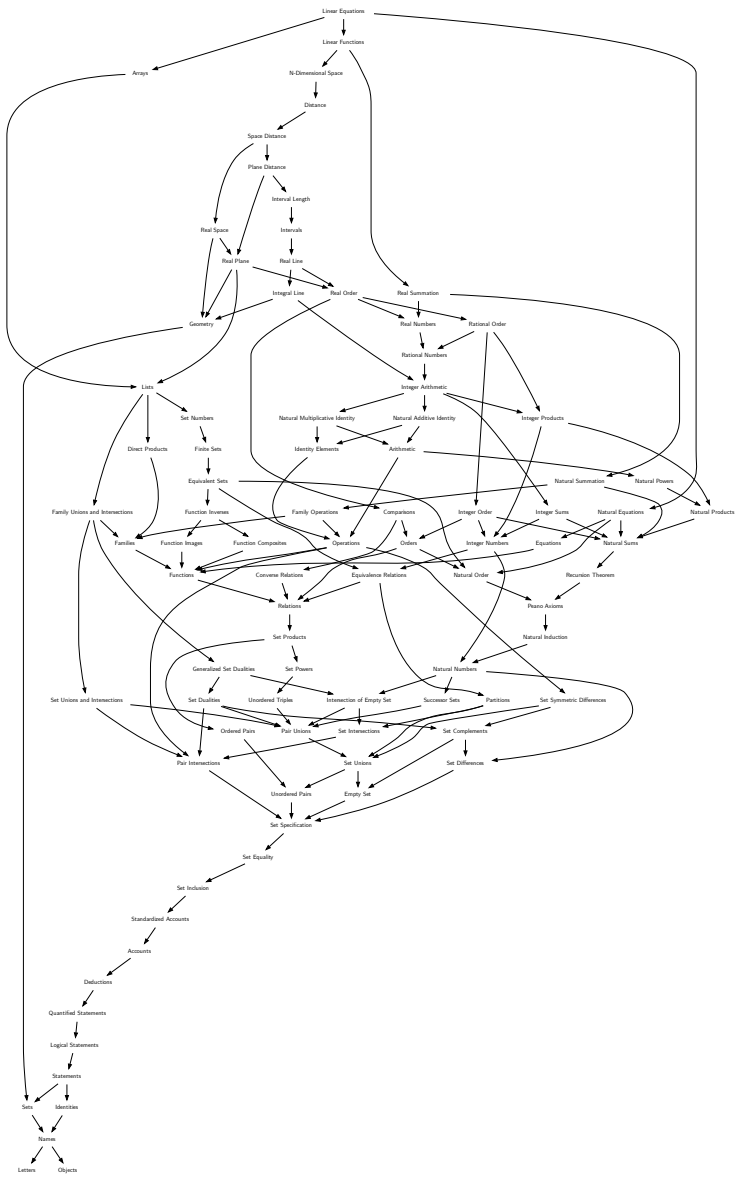 Linear Equations
Linear Functions
Arrays
N-Dimensional Space
Distance
Space Distance
Plane Distance
Interval Length
Real Space
Intervals
Real Plane
Real Line
Integral Line
Real Order
Real Summation
Geometry
Real Numbers
Rational Order
Rational Numbers
Lists
Integer Arithmetic
Set Numbers
Natural Multiplicative Identity
Natural Additive Identity
Integer Products
Direct Products
Finite Sets
Identity Elements
Arithmetic
Equivalent Sets
Natural Summation
Natural Powers
Family Unions and Intersections
Function Inverses
Family Operations
Comparisons
Integer Order
Integer Sums
Natural Equations
Natural Products
Families
Function Images
Function Composites
Operations
Orders
Integer Numbers
Equations
Natural Sums
Functions
Converse Relations
Equivalence Relations
Natural Order
Recursion Theorem
Relations
Peano Axioms
Set Products
Natural Induction
Generalized Set Dualities
Set Powers
Natural Numbers
Set Unions and Intersections
Set Dualities
Unordered Triples
Intersection of Empty Set
Successor Sets
Partitions
Set Symmetric Differences
Ordered Pairs
Pair Unions
Set Intersections
Set Complements
Pair Intersections
Set Unions
Set Differences
Unordered Pairs
Empty Set
Set Specification
Set Equality
Set Inclusion
Standardized Accounts
Accounts
Deductions
Quantified Statements
Logical Statements
Statements
Sets
Identities
Names
Letters
Objects